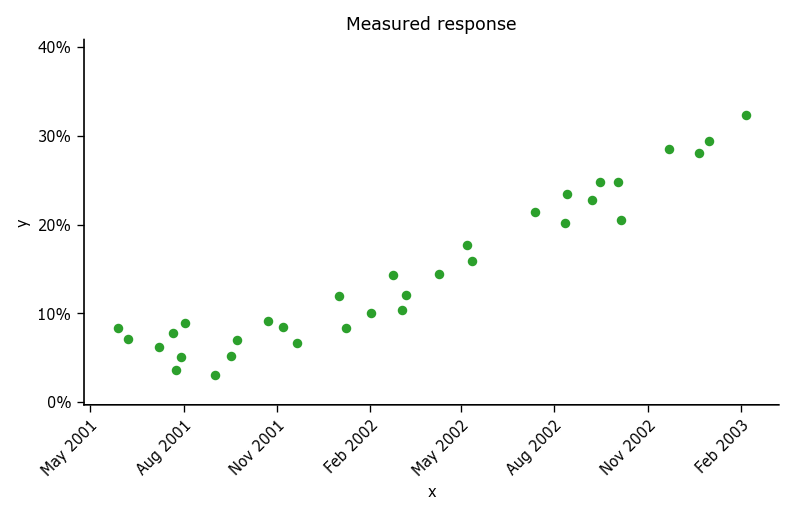 Measured response
40%
30%
20%
10%
0%
y
May 2001
Aug 2001
Nov 2001
Feb 2002
May 2002
Aug 2002
Nov 2002
Feb 2003
x